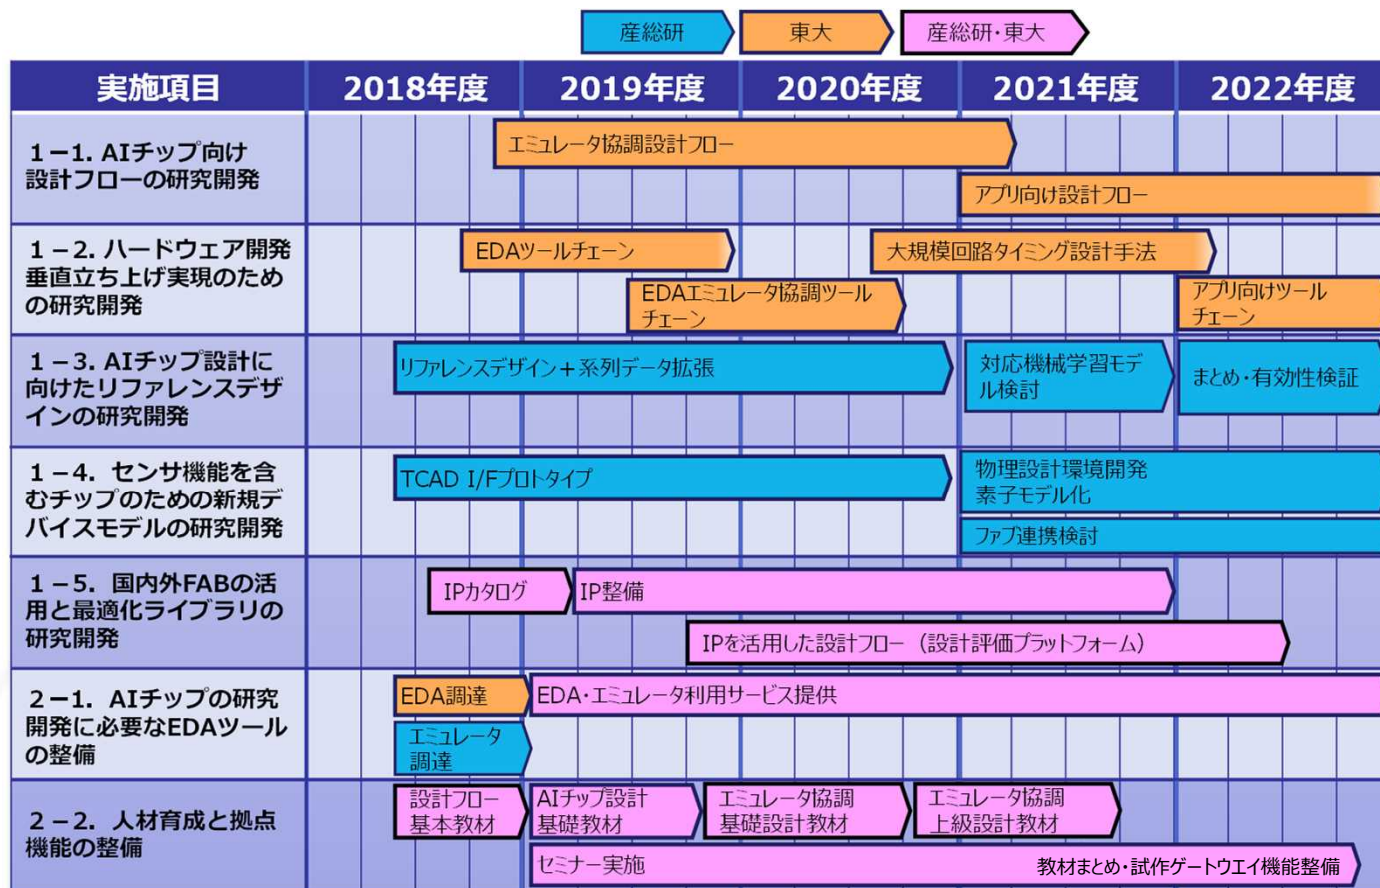 産総研 東大 産総研・東大
実施項目 2018年度 2019年度 2020年度 2021年度 2022年度
1－1. AIチップ向け
設計フローの研究開発
エミュレータ協調設計フロー
アプリ向け設計フロー
1－2. ハードウェア開発
垂直立ち上げ実現のため
の研究開発
EDAツールチェーン
大規模回路タイミング設計手法
EDAエミュレータ協調ツール
チェーン
アプリ向けツール
チェーン
1－3. AIチップ設計に
向けたリファレンスデザ
インの研究開発
リファレンスデザイン＋系列データ拡張
対応機械学習モデ
ル検討
まとめ・有効性検証
1－4. センサ機能を含
むチップのための新規デ
バイスモデルの研究開発
TCAD I/Fプロトタイプ
物理設計環境開発
素子モデル化
ファブ連携検討
1－5. 国内外FABの活
用と最適化ライブラリの
研究開発
IPカタログ
IP整備
IPを活用した設計フロー（設計評価プラットフォーム）
2－1. AIチップの研究
開発に必要なEDAツール
の整備
EDA調達
EDA・エミュレータ利用サービス提供
エミュレータ
調達
2－2. 人材育成と拠点
機能の整備
設計フロー
基本教材
AIチップ設計
基礎教材
エミュレータ協調
基礎設計教材
エミュレータ協調
上級設計教材
セミナー実施
教材まとめ・試作ゲートウエイ機能整備